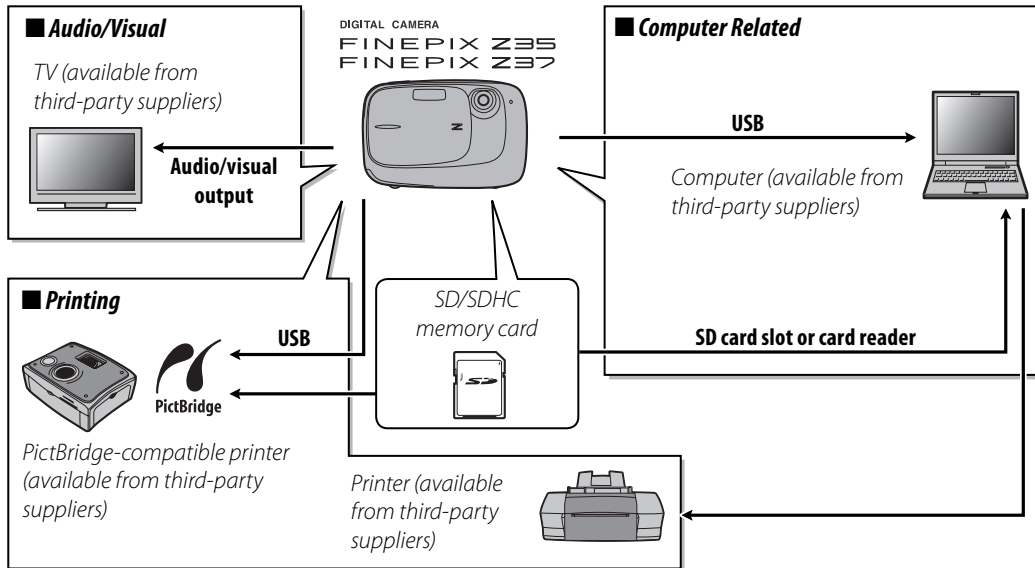 ■ Audio/Visual
TV (available from
third-party suppliers)
Audio/visual
output
DIGITAL CAMERA
FINEPIX Z35
FINEPIX Z37
Z
■ Computer Related
USB
Computer (available from
third-party suppliers)
SD/SDHC
memory card
SD
SD card slot or card reader
■ Printing
USB
PictBridge
PictBridge-compatible printer
(available from third-party
suppliers)
Printer (available
from third-party
suppliers)